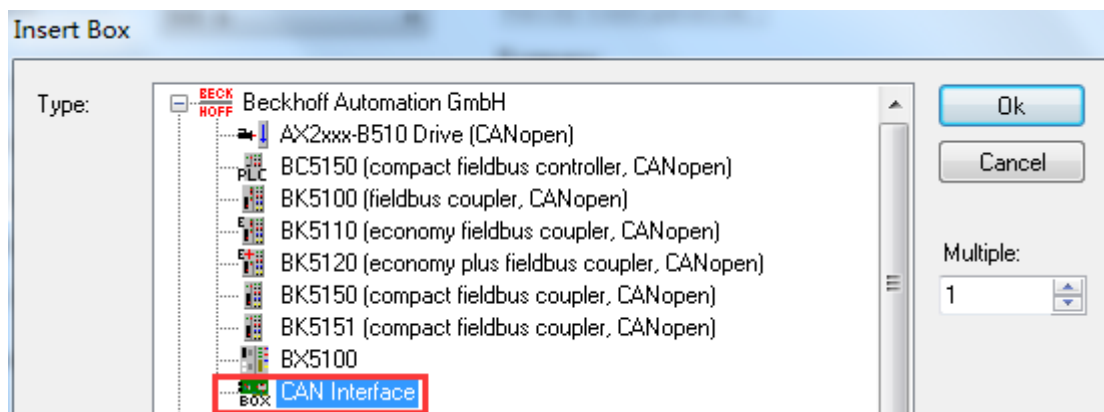 Insert Box
Type:
BECK
HOFF
Beckhoff Automation GmbH
Ok
AX2xxx-B510 Drive (CANopen)
PLC
BC5150 (compact fieldbus controller, CANopen)
Cancel
BK5100 (fieldbus coupler, CANopen)
E
BK5110 (economy fieldbus coupler, CANopen)
E+
BK5120 (economy plus fieldbus coupler, CANopen)
Multiple:
BK5150 (compact fieldbus coupler, CANopen)
1
BK5151 (compact fieldbus coupler, CANopen)
BX5100
BOX
CAN Interface